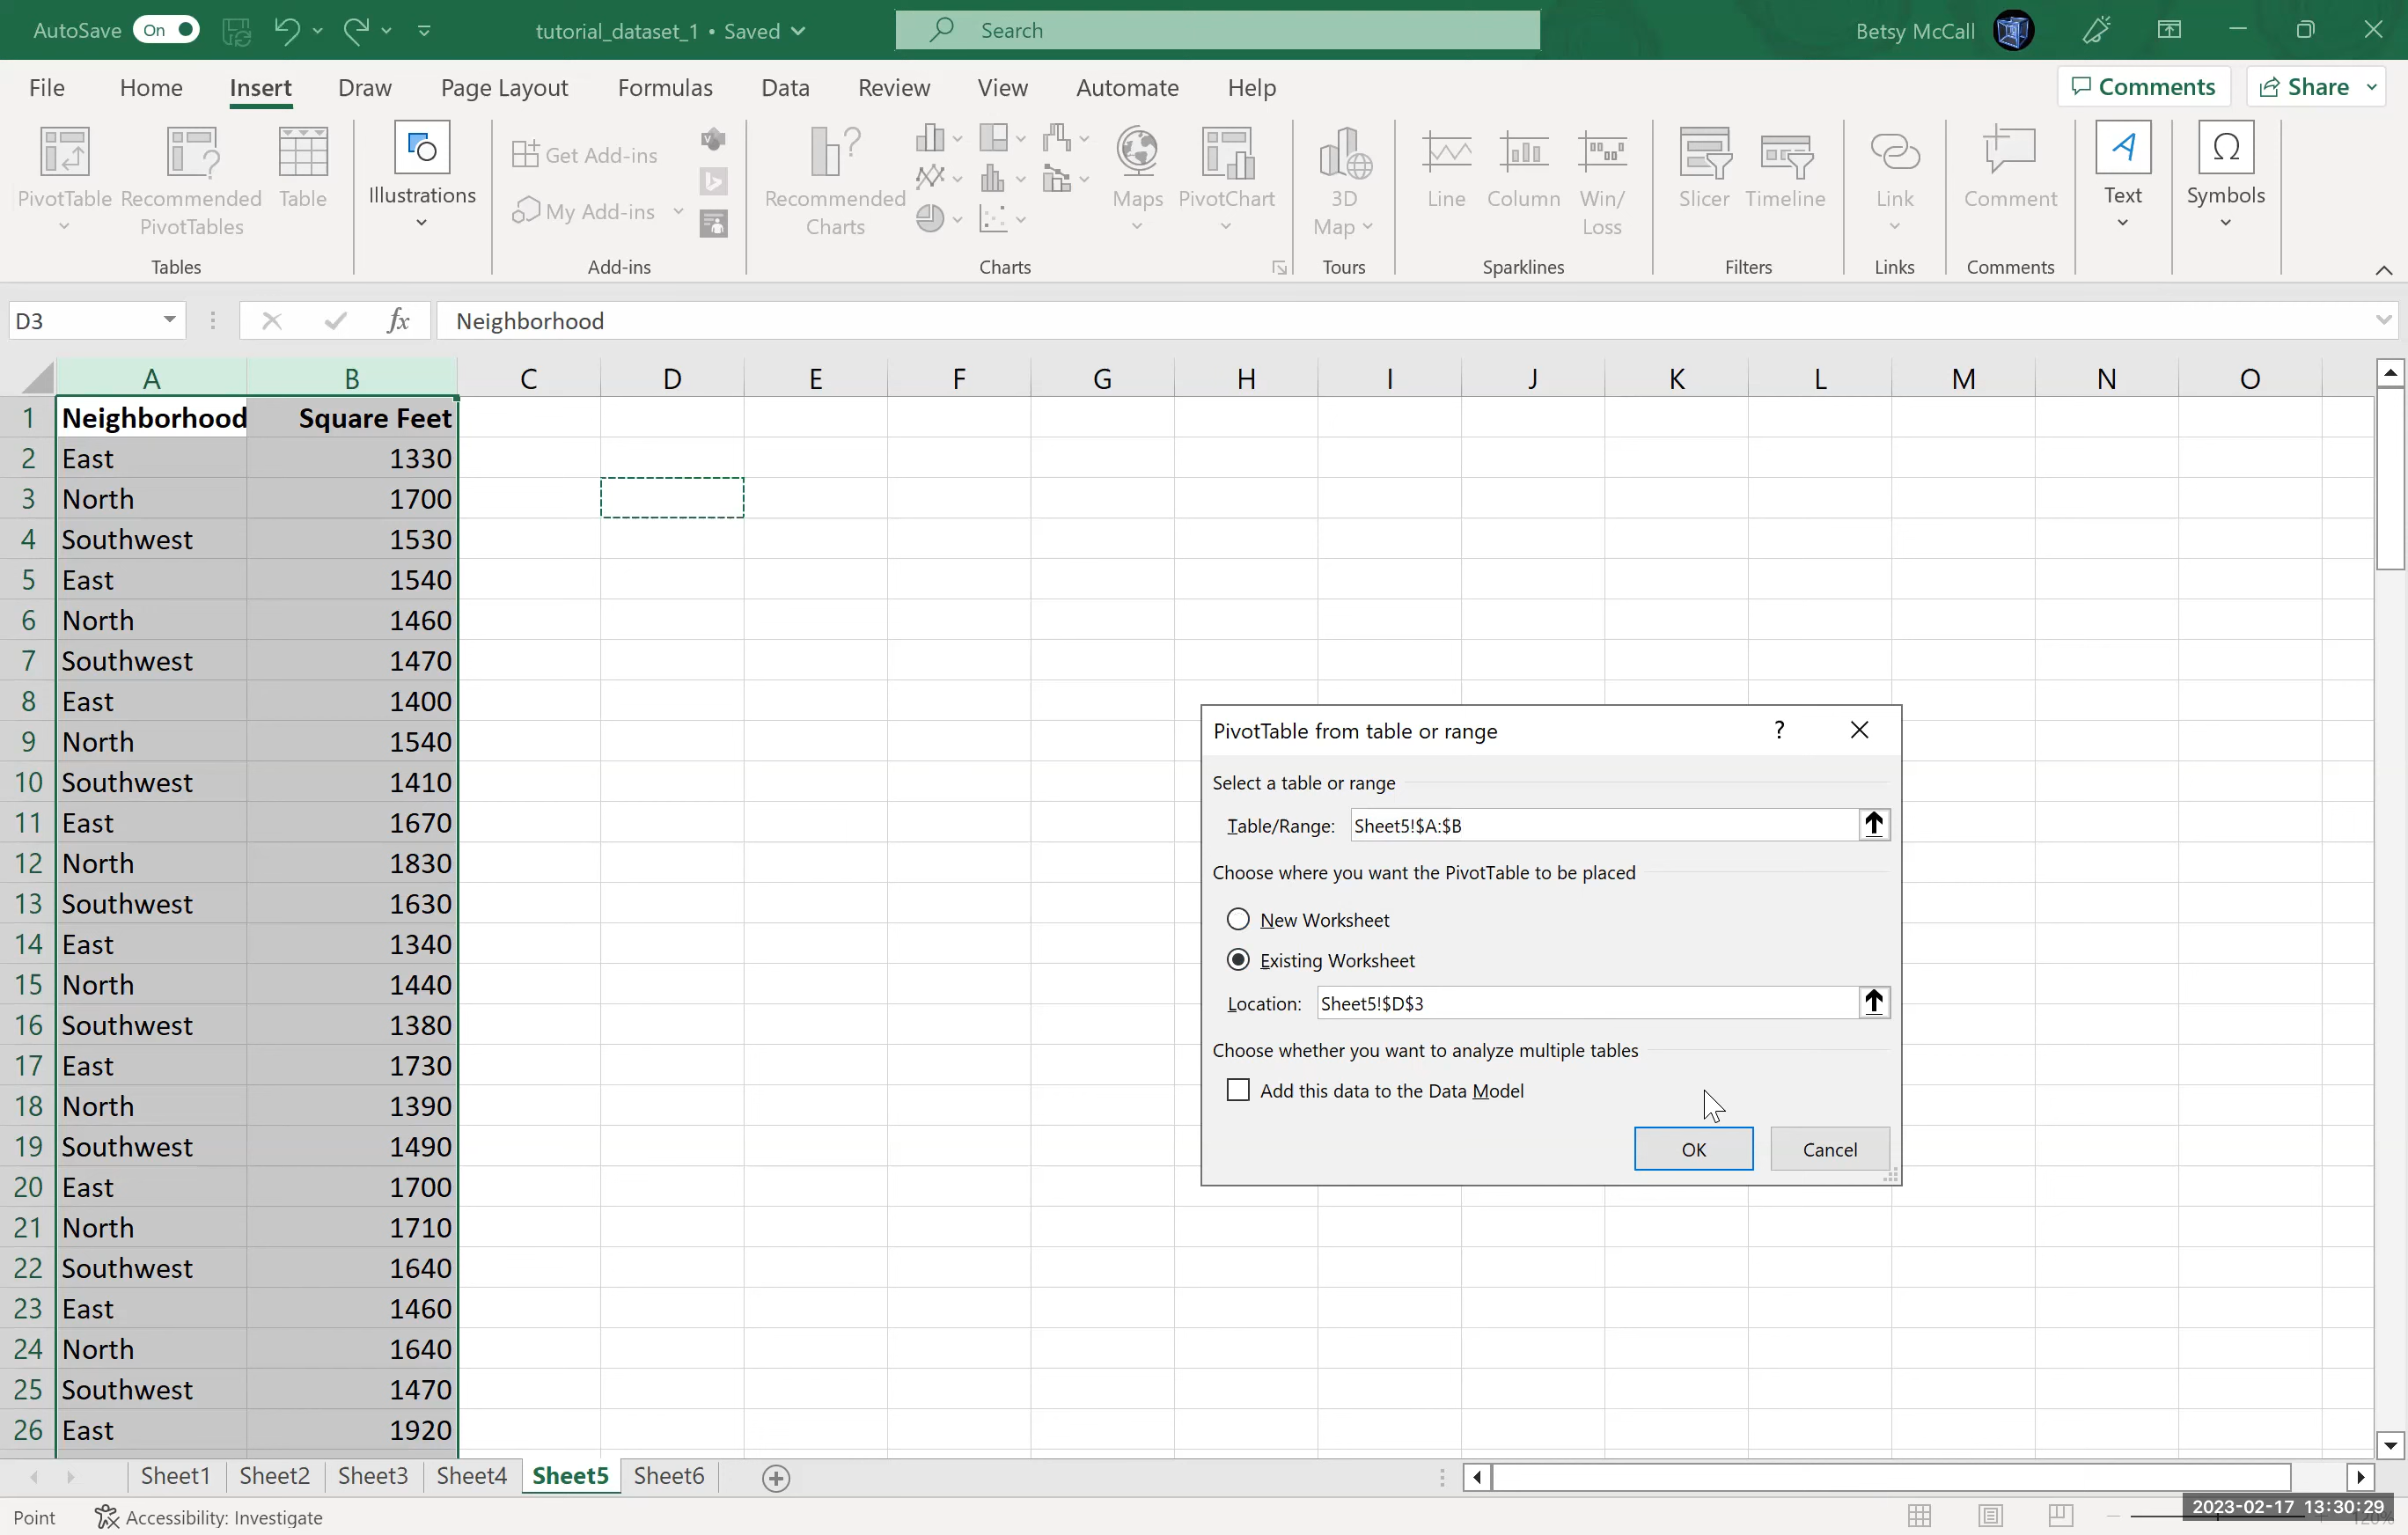 AutoSave On tutorial_dataset_1 • Saved Search Betsy McCall
File Home Insert Draw Page Layout Formulas Data Review View Automate Help Comments Share
PivotTable Recommended PivotTables Table
Illustrations
Get Add-ins
My Add-ins
Recommended Charts
Maps PivotChart
3D Map
Line Column Win/ Loss
Slicer Timeline
Link
Comment
Text
Symbols
Tables Add-ins Charts Tours Sparklines Filters Links Comments
D3 fx Neighborhood
A B C D E F G H I J K L M N O
1 Neighborhood Square Feet
2 East 1330
3 North 1700
4 Southwest 1530
5 East 1540
6 North 1460
7 Southwest 1470
8 East 1400
9 North 1540
10 Southwest 1410
11 East 1670
12 North 1830
13 Southwest 1630
14 East 1340
15 North 1440
16 Southwest 1380
17 East 1730
18 North 1390
19 Southwest 1490
20 East 1700
21 North 1710
22 Southwest 1640
23 East 1460
24 North 1640
25 Southwest 1470
26 East 1920
PivotTable from table or range ?
Select a table or range
Table/Range: Sheet5!$A:$B
Choose where you want the PivotTable to be placed
New Worksheet
Existing Worksheet
Location: Sheet5!$D$3
Choose whether you want to analyze multiple tables
Add this data to the Data Model
OK Cancel
Sheet1 Sheet2 Sheet3 Sheet4 Sheet5 Sheet6
Point Accessibility: Investigate
2023-02-17 13:30:29